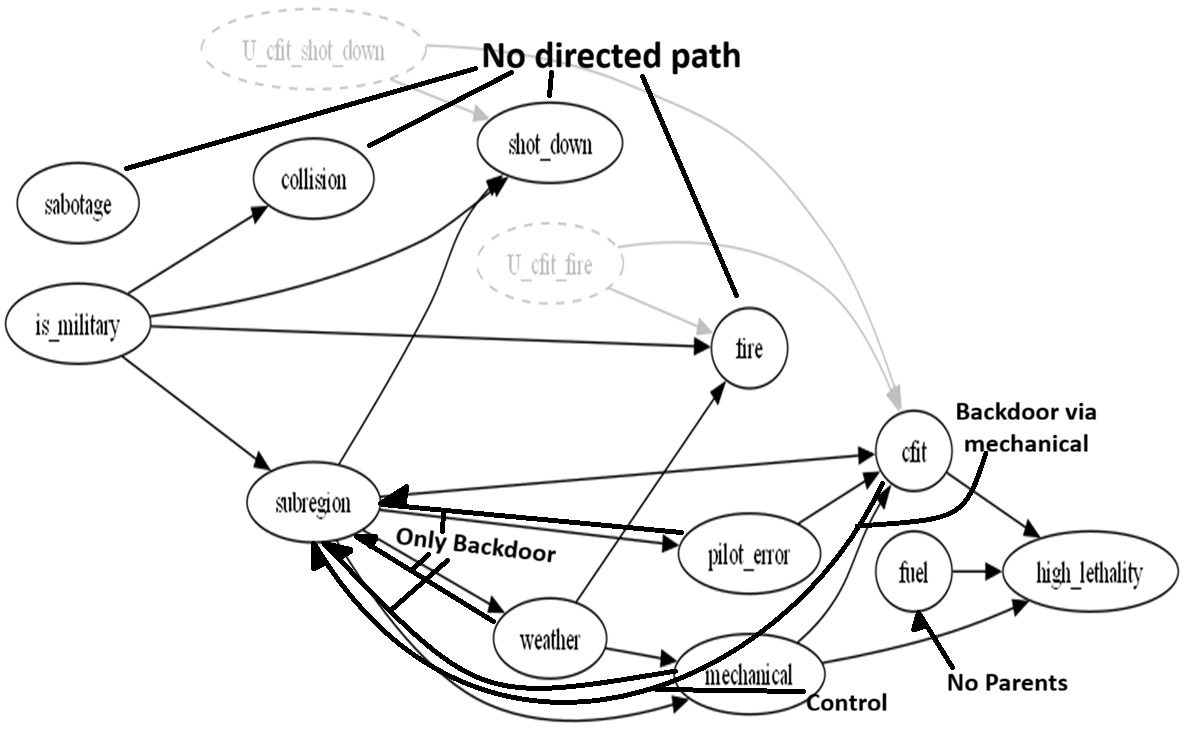 U_cfit_shot_down
No directed path
shot_down
collision
sabotage
U_cfit_fire
is_military
fire
Backdoor via
mechanical
cfit
subregion
Only Backdoor
pilot_error
fuel
high_lethality
weather
mechanical
No Parents
Control